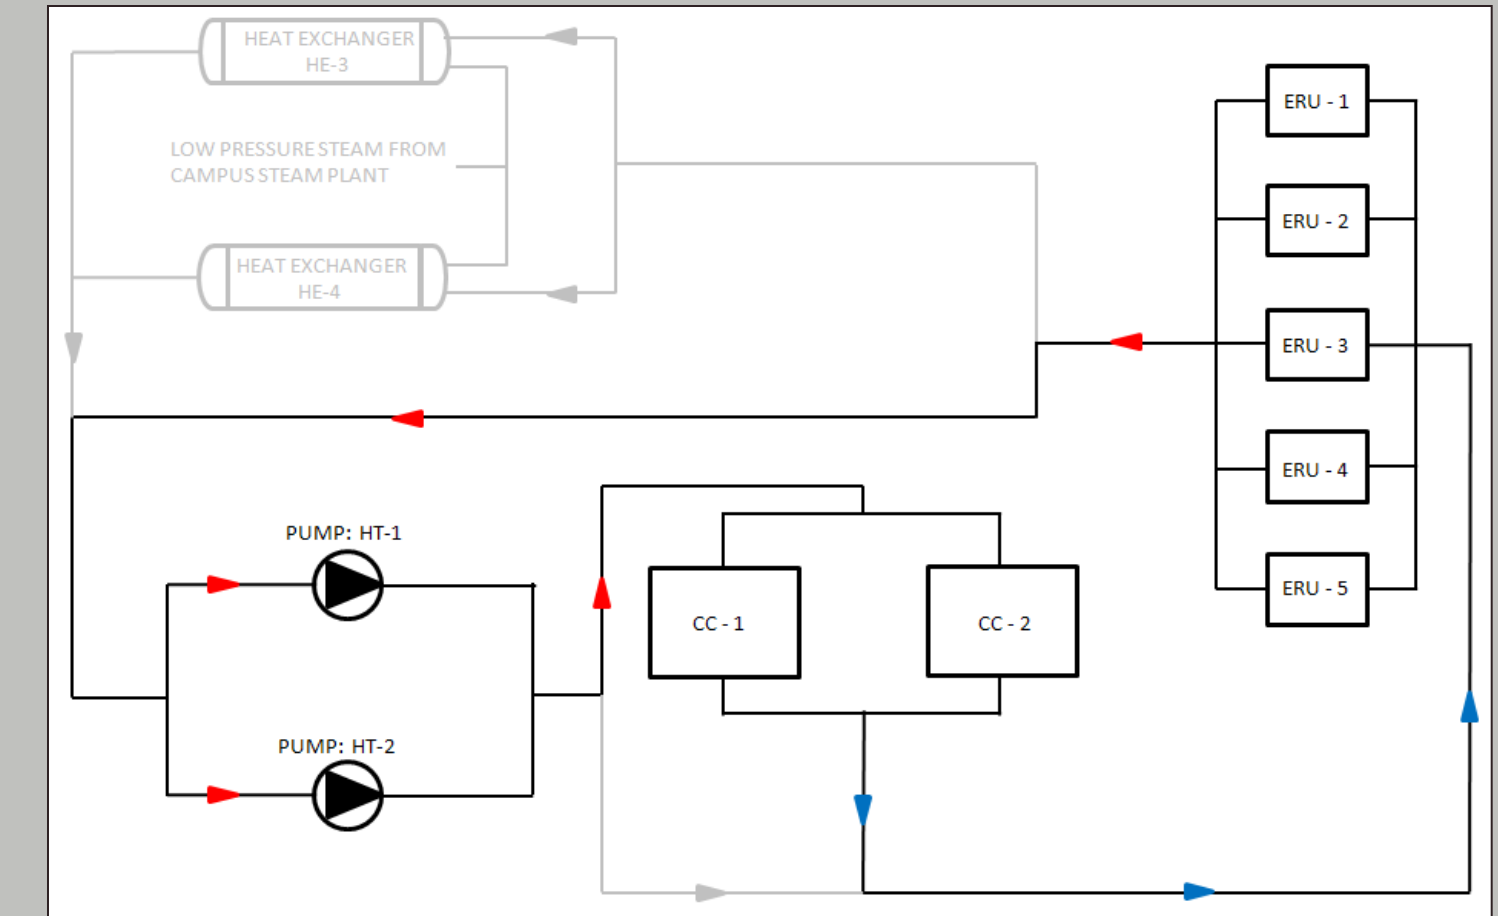 HEAT EXCHANGER
HE-3
LOW PRESSURE STEAM FROM
CAMPUS STEAM PLANT
HEAT EXCHANGER
HE-4
ERU - 1
ERU - 2
ERU - 3
ERU - 4
ERU - 5
PUMP: HT-1
CC - 1
CC - 2
PUMP: HT-2